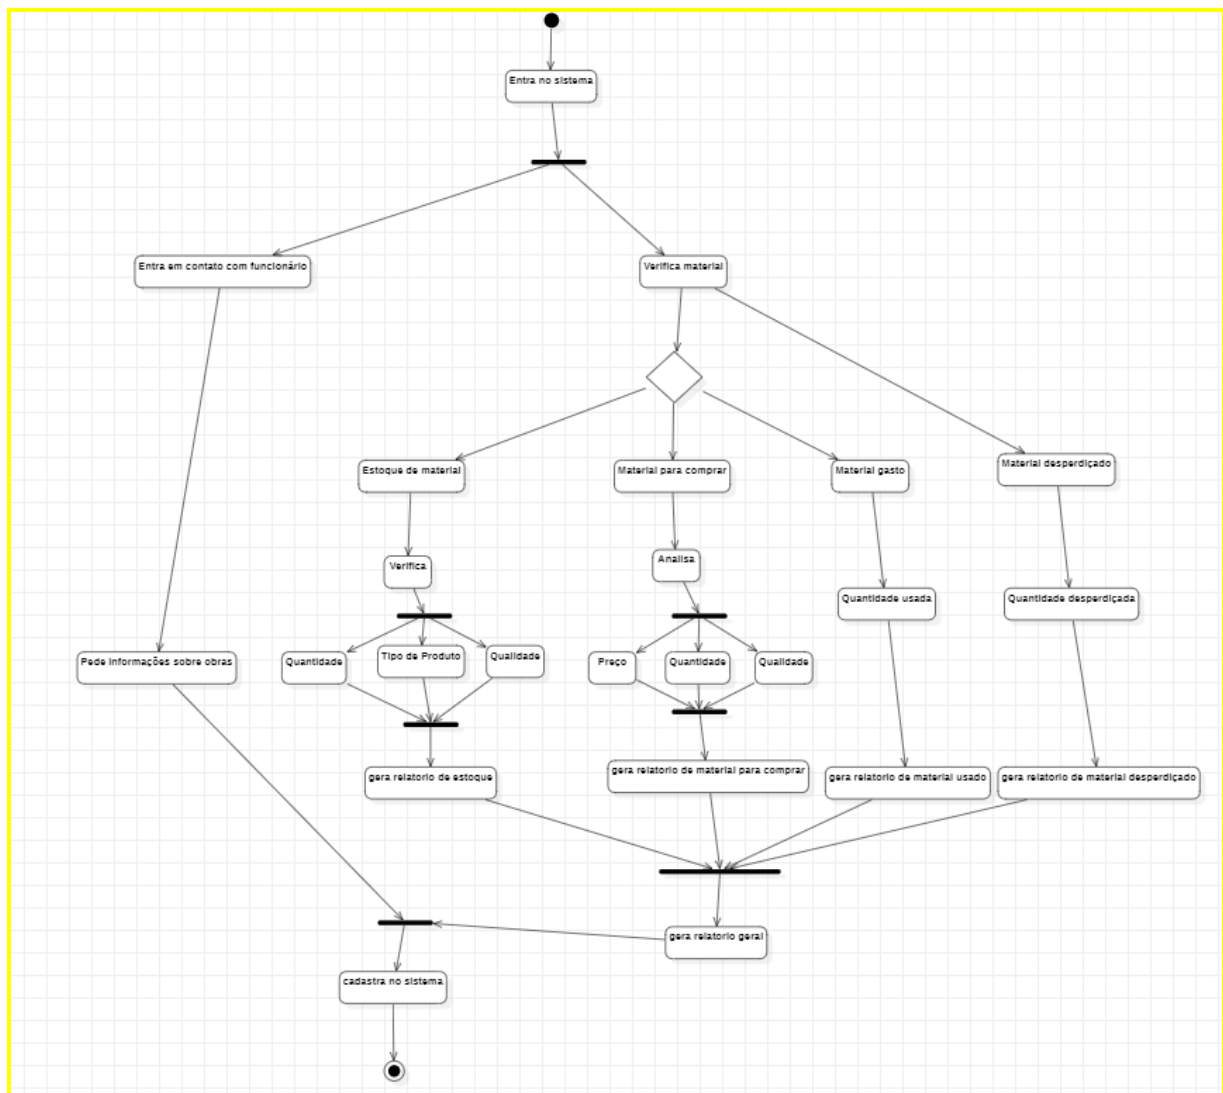 Entra no sistema
Entra em contato com funcionário
Verifica material
Estoque de material
Material para comprar
Material gasto
Material desperdiçado
Verifica
Analisa
Quantidade usada
Quantidade desperdiçada
Pede informações sobre obras
Quantidade
Tipo de Produto
Qualidade
Preço
Quantidade
Qualidade
gera relatorio de estoque
gera relatorio de material para comprar
gera relatorio de material usado
gera relatorio de material desperdiçado
gera relatorio geral
cadastra no sistema